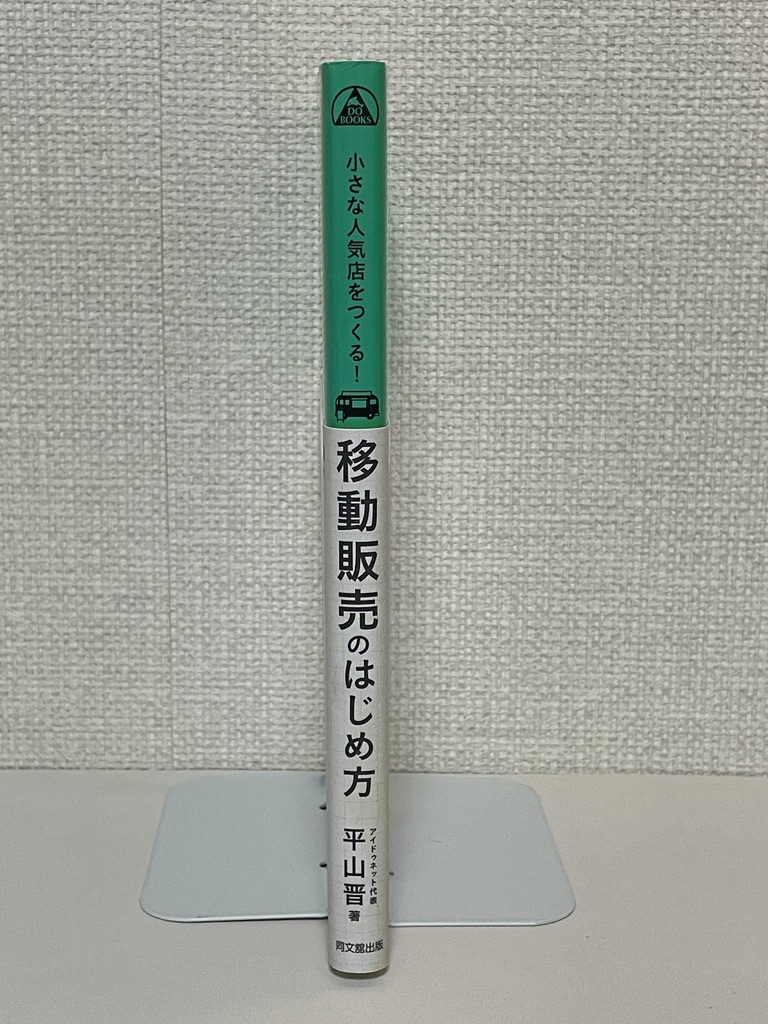 DO
BOOKS
小さな人気店をつくる!
移動販売のはじめ方
アイドゥネット代表
平山晋 著
同文舘出版